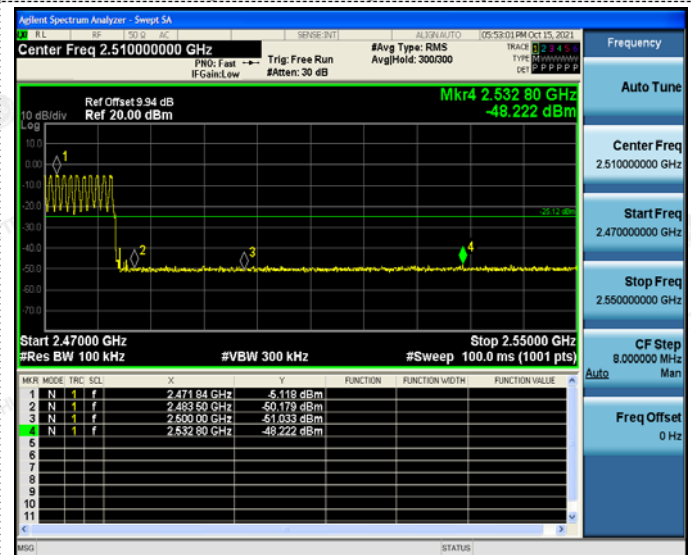 Agilent Spectrum Analyzer - Swept SA
RL RF 50 Ω AC SENSE:INT ALIGN AUTO 05:53:01 PM Oct 15, 2021
Center Freq 2.510000000 GHz #Avg Type: RMS TRACE 1 2 3 4 5 6
PNO: Fast Trig: Free Run Avg|Hold: 300/300 TYPE M
IFGain:Low #Atten: 30 dB DET P P P P P P
Mkr4 2.532 80 GHz
-48.222 dBm
Ref Offset 9.94 dB
10 dB/div Ref 20.00 dBm
Log
10.0
0.00
-10.0
-20.0
-30.0
-40.0
-50.0
-60.0
-70.0
1
2
3
4
-25.12 dBm
Start 2.47000 GHz Stop 2.55000 GHz
#Res BW 100 kHz #VBW 300 kHz #Sweep 100.0 ms (1001 pts)
MKR MODE TRC SCL X Y FUNCTION FUNCTION WIDTH FUNCTION VALUE
1 N 1 f 2.471 84 GHz -5.118 dBm
2 N 1 f 2.483 50 GHz -50.179 dBm
3 N 1 f 2.500 00 GHz -51.033 dBm
4 N 1 f 2.532 80 GHz -48.222 dBm
5
6
7
8
9
10
11
MSG STATUS
Frequency
Auto Tune
Center Freq
2.510000000 GHz
Start Freq
2.470000000 GHz
Stop Freq
2.550000000 GHz
CF Step
8.000000 MHz
Auto Man
Freq Offset
0 Hz